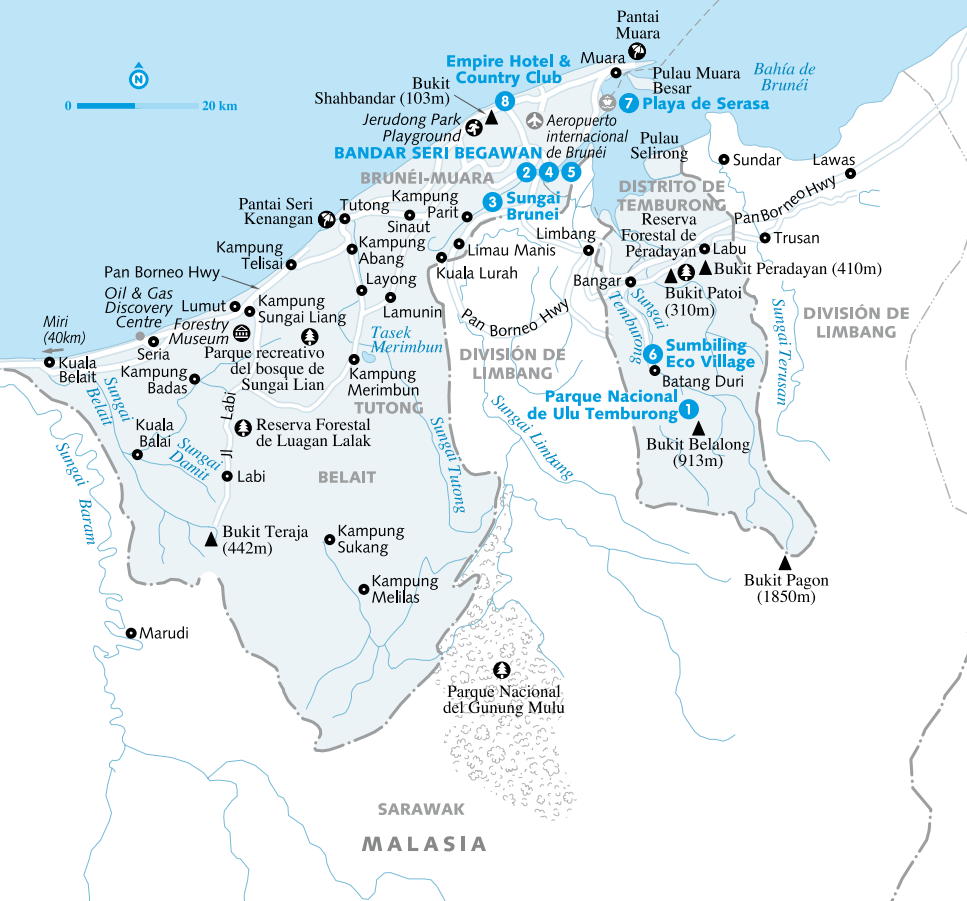 Pantai
Muara
Muara
Empire Hotel &
Country Club
Bukit
Shahbandar (103m)
8
Pulau Muara
Besar
Bahía de
Brunéi
N
0
20 km
7
Playa de Serasa
Jerudong Park
Playground
Aeropuerto
internacional
de Brunéi
BANDAR SERI BEGAWAN
2
4
5
Pulau
Selirong
Sundar
Lawas
BRUNÉI-MUARA
DISTRITO DE
TEMBURONG
Pan Borneo Hwy
Pantai Seri
Kenangan
Tutong
Kampung
Sinaut
Parit
3
Sungai
Brunei
Reserva
Forestal de
Peradayan
Labu
Trusan
Kampung
Telisai
Kampung
Abang
Limau Manis
Limbang
Kuala Lurah
Bukit Peradayan (410m)
Pan Borneo Hwy
Layong
Bangar
Bukit Patoi
(310m)
Oil & Gas
Discovery
Centre
Lumut
Kampung
Sungai Liang
Lamunin
Pan Borneo Hwy
Sungai
Temburong
Sungai Terusan
DIVISIÓN DE
LIMBANG
Miri
(40km)
Forestry
Museum
Tasek
Merimbun
Seria
Parque recreativo
del bosque de
Sungai Lian
DIVISIÓN DE
LIMBANG
6
Sumbiling
Eco Village
Kuala
Belait
Kampung
Badas
Kampung
Merimbun
Batang Duri
Sungai
Belait
Jl Labi
TUTONG
Parque Nacional
de Ulu Temburong
1
Kuala
Balai
Reserva Forestal
de Luagan Lalak
Sungai Limbang
Bukit Belalong
(913m)
Sungai
Damit
Sungai Tutong
Sungai Baram
Labi
BELAIT
Bukit Teraja
(442m)
Kampung
Sukang
Kampung
Melilas
Bukit Pagon
(1850m)
Marudi
Parque Nacional
del Gunung Mulu
SARAWAK
MALASIA